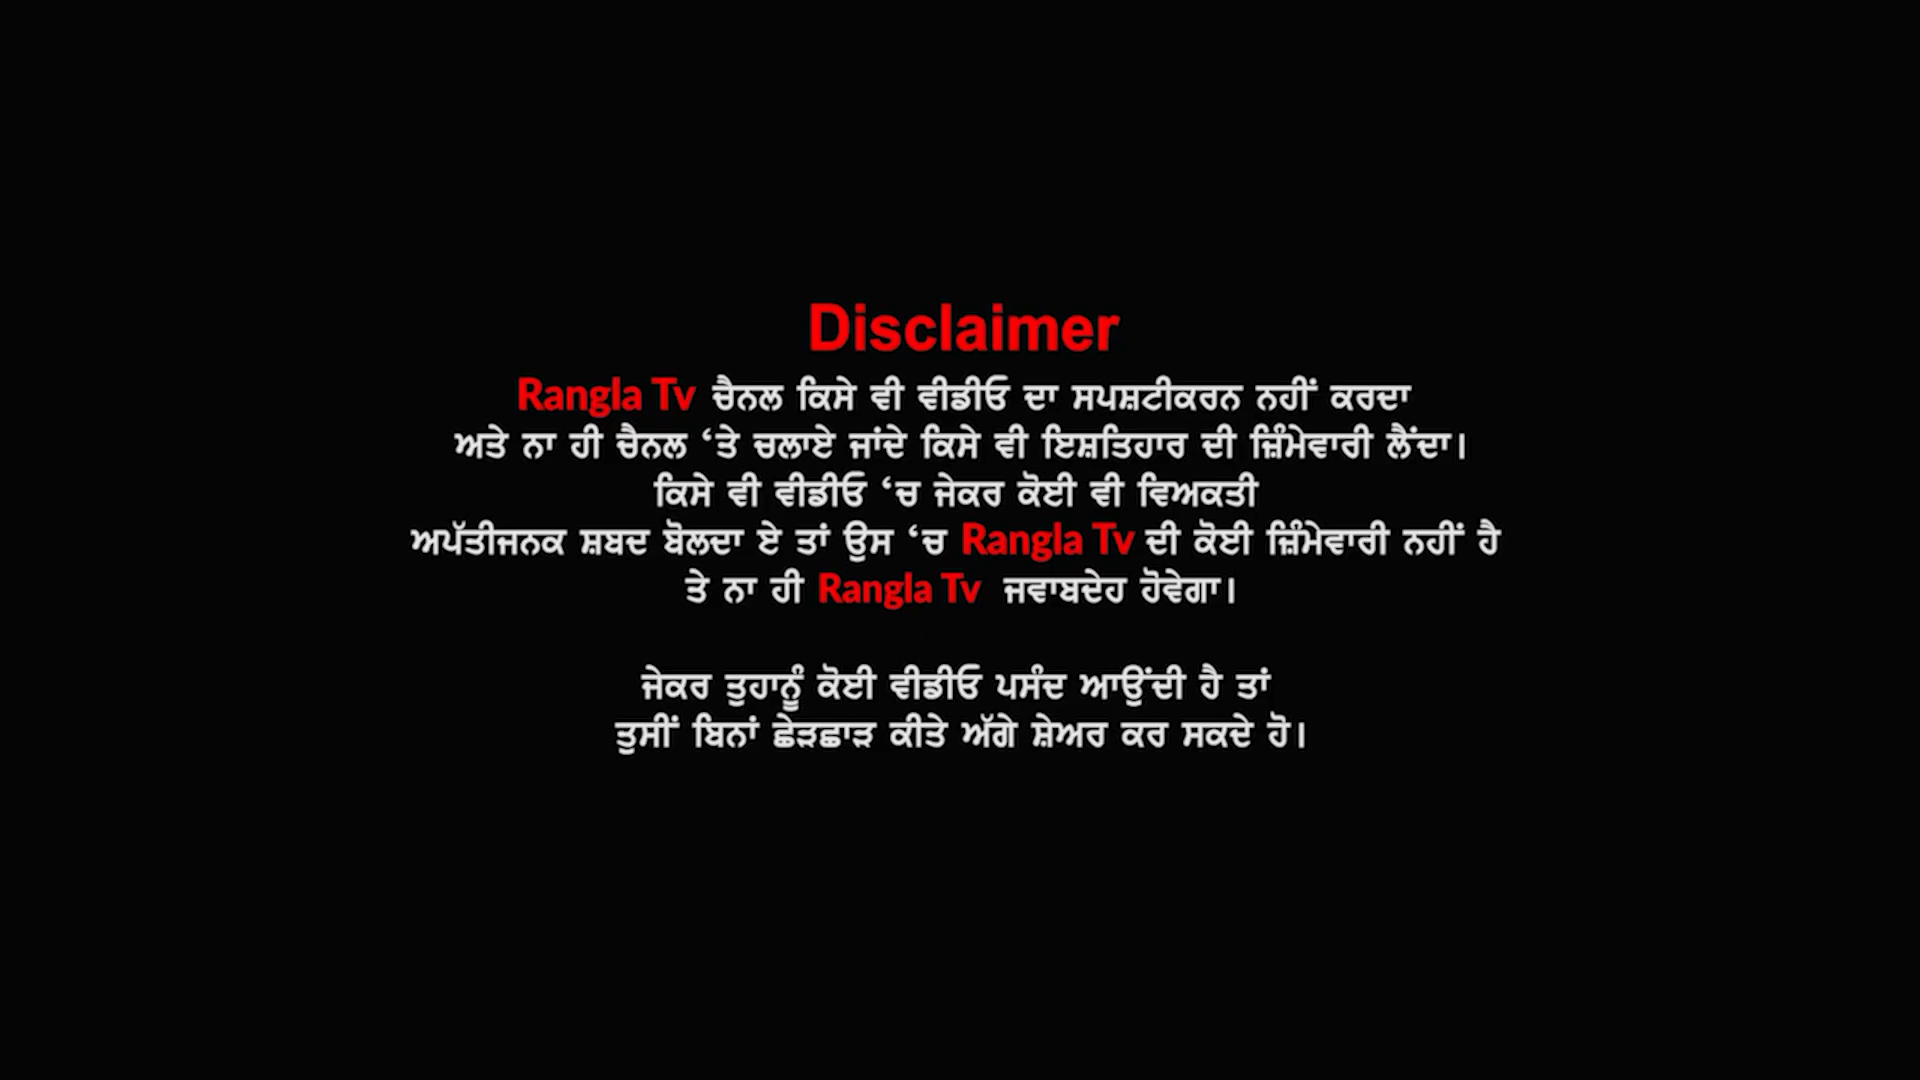 Disclaimer
Rangla Tv ਚੈਨਲ ਕਿਸੇ ਵੀ ਵੀਡੀਓ ਦਾ ਸਪਸ਼ਟੀਕਰਨ ਨਹੀਂ ਕਰਦਾ
ਅਤੇ ਨਾ ਹੀ ਚੈਨਲ ‘ਤੇ ਚਲਾਏ ਜਾਂਦੇ ਕਿਸੇ ਵੀ ਇਸ਼ਤਿਹਾਰ ਦੀ ਜ਼ਿੰਮੇਵਾਰੀ ਲੈਂਦਾ।
ਕਿਸੇ ਵੀ ਵੀਡੀਓ ‘ਚ ਜੇਕਰ ਕੋਈ ਵੀ ਵਿਅਕਤੀ
ਅਪੱਤੀਜਨਕ ਸ਼ਬਦ ਬੋਲਦਾ ਏ ਤਾਂ ਉਸ ‘ਚ Rangla Tv ਦੀ ਕੋਈ ਜ਼ਿੰਮੇਵਾਰੀ ਨਹੀਂ ਹੈ
ਤੇ ਨਾ ਹੀ Rangla Tv ਜਵਾਬਦੇਹ ਹੋਵੇਗਾ।
ਜੇਕਰ ਤੁਹਾਨੂੰ ਕੋਈ ਵੀਡੀਓ ਪਸੰਦ ਆਉਂਦੀ ਹੈ ਤਾਂ
ਤੁਸੀਂ ਬਿਨਾਂ ਛੇੜਛਾੜ ਕੀਤੇ ਅੱਗੇ ਸ਼ੇਅਰ ਕਰ ਸਕਦੇ ਹੋ।